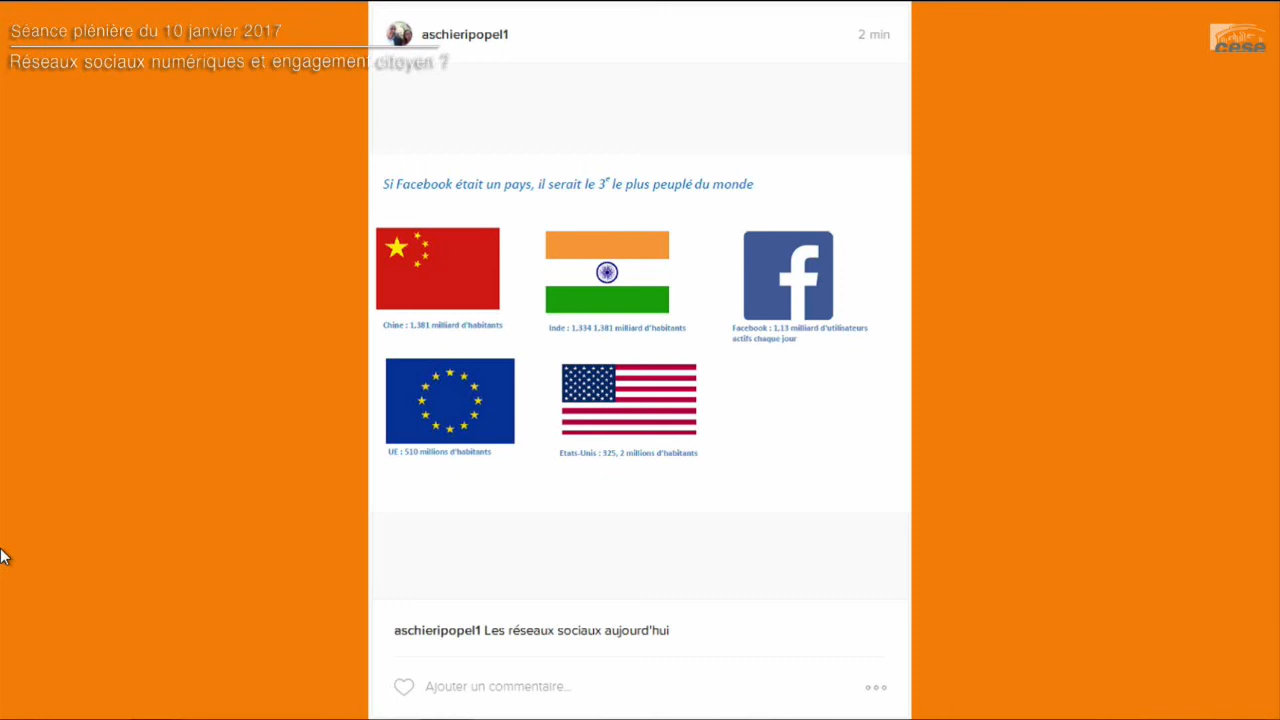 Séance plénière du 10 janvier 2017
Réseaux sociaux numériques et engagement citoyen ?
aschieripopel1
2 min
cese
Si Facebook était un pays, il serait le 3e le plus peuplé du monde
Chine : 1,381 milliard d'habitants
Inde : 1,334 1,381 milliard d'habitants
Facebook : 1,13 milliard d'utilisateurs
actifs chaque jour
UE : 510 millions d'habitants
Etats-Unis : 325, 2 millions d'habitants
aschieripopel1 Les réseaux sociaux aujourd'hui
Ajouter un commentaire...